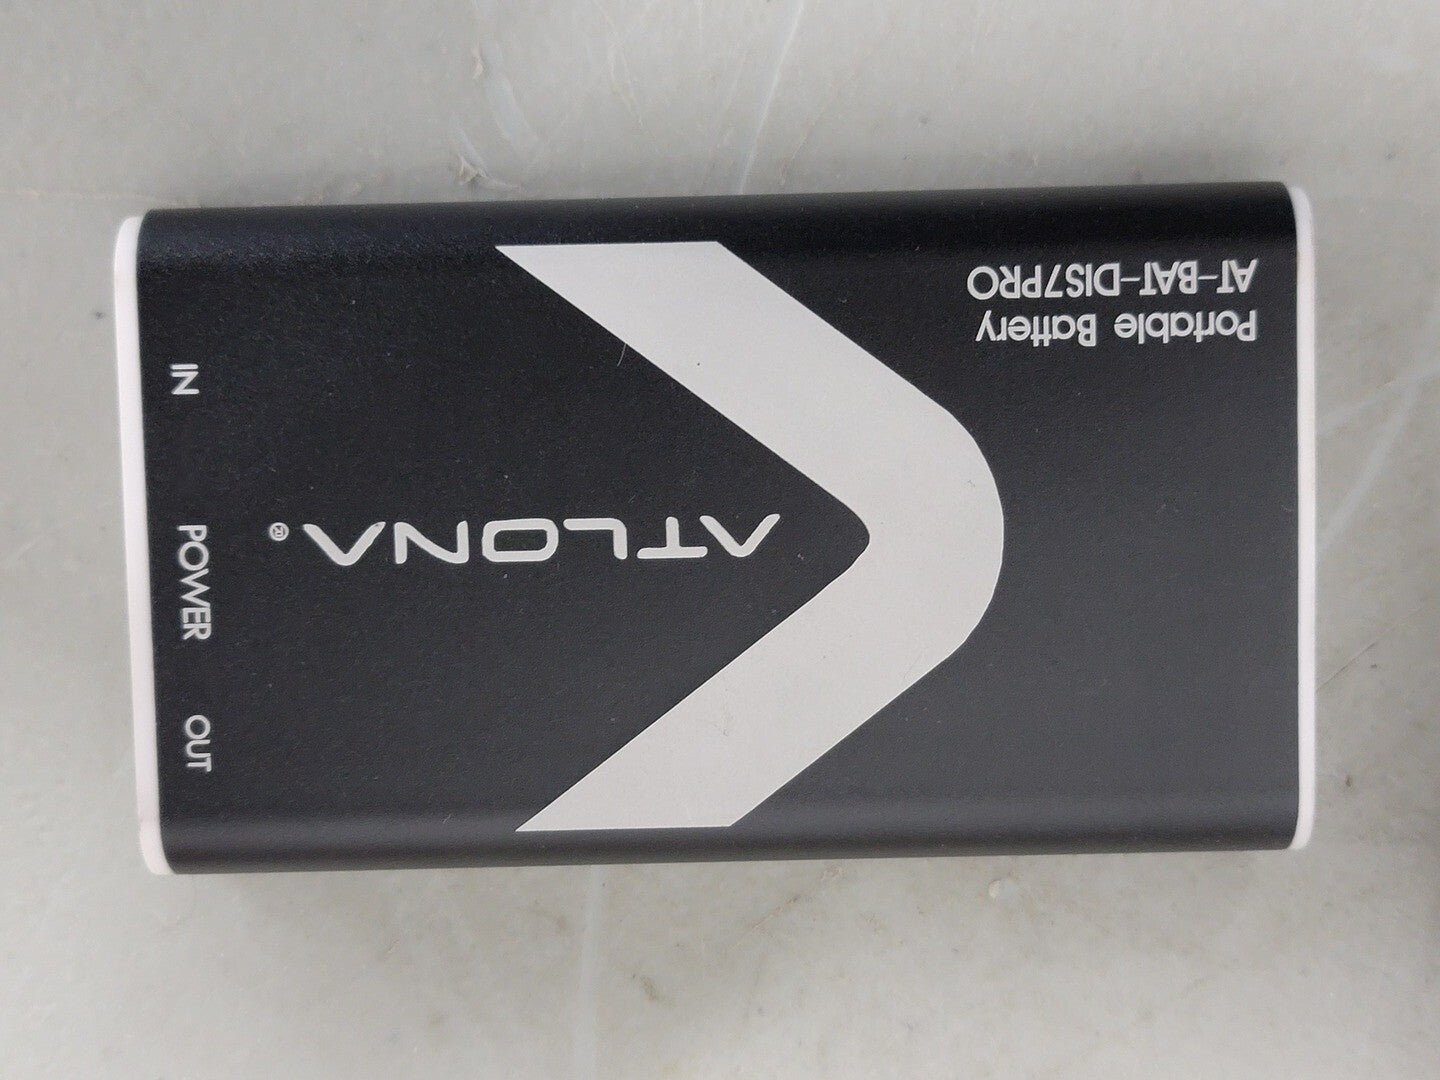 Portable Battery
AT-BAT-DIS7PRO
ATLONA®
IN
POWER
OUT